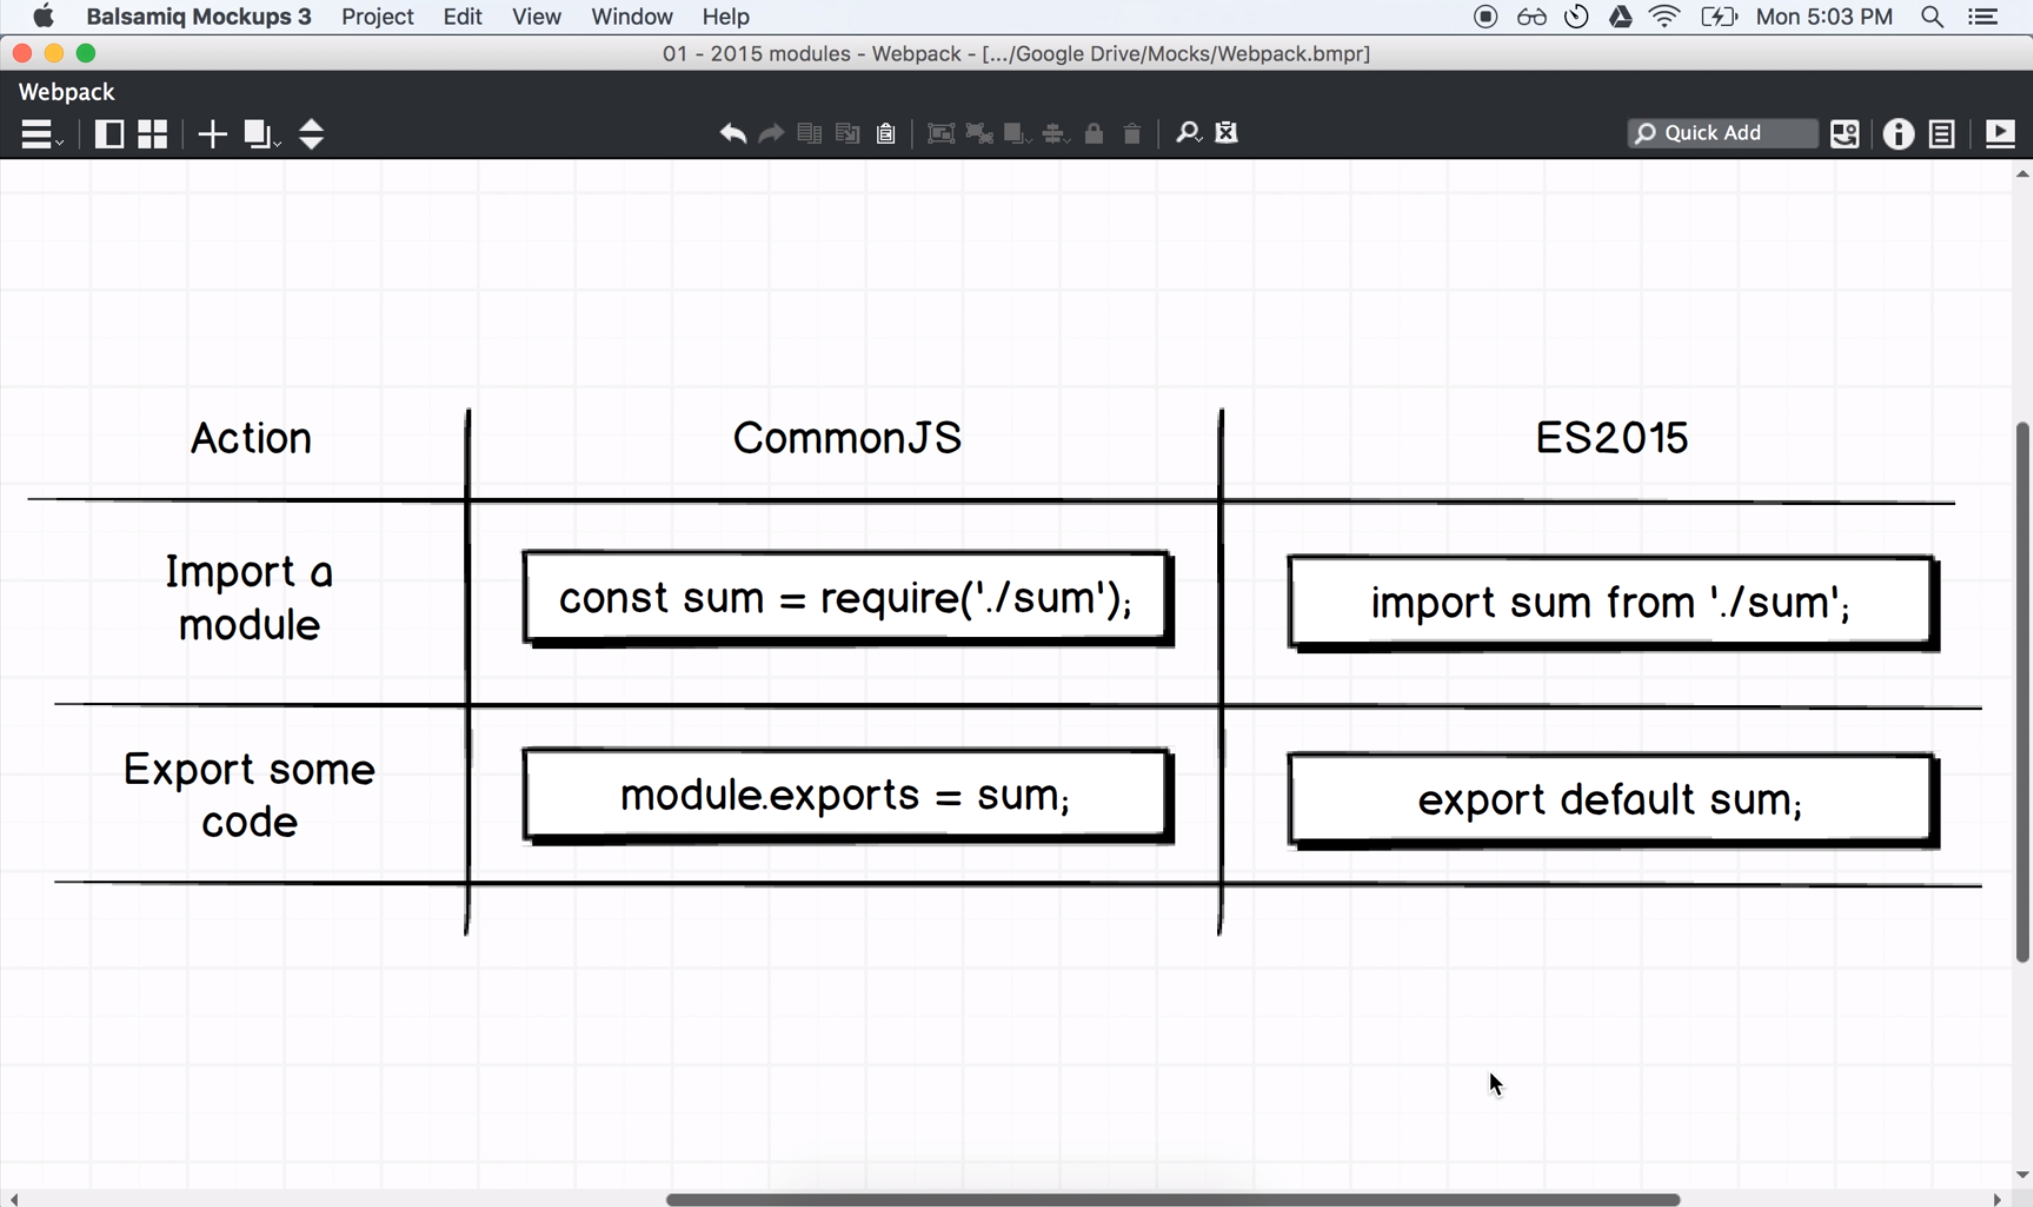 Balsamiq Mockups 3 Project Edit View Window Help Mon 5:03 PM
01 - 2015 modules - Webpack - [.../Google Drive/Mocks/Webpack.bmpr]
Webpack
Quick Add
Action CommonJS ES2015
Import a
module
const sum = require('./sum');
import sum from './sum';
Export some
code
module.exports = sum;
export default sum;